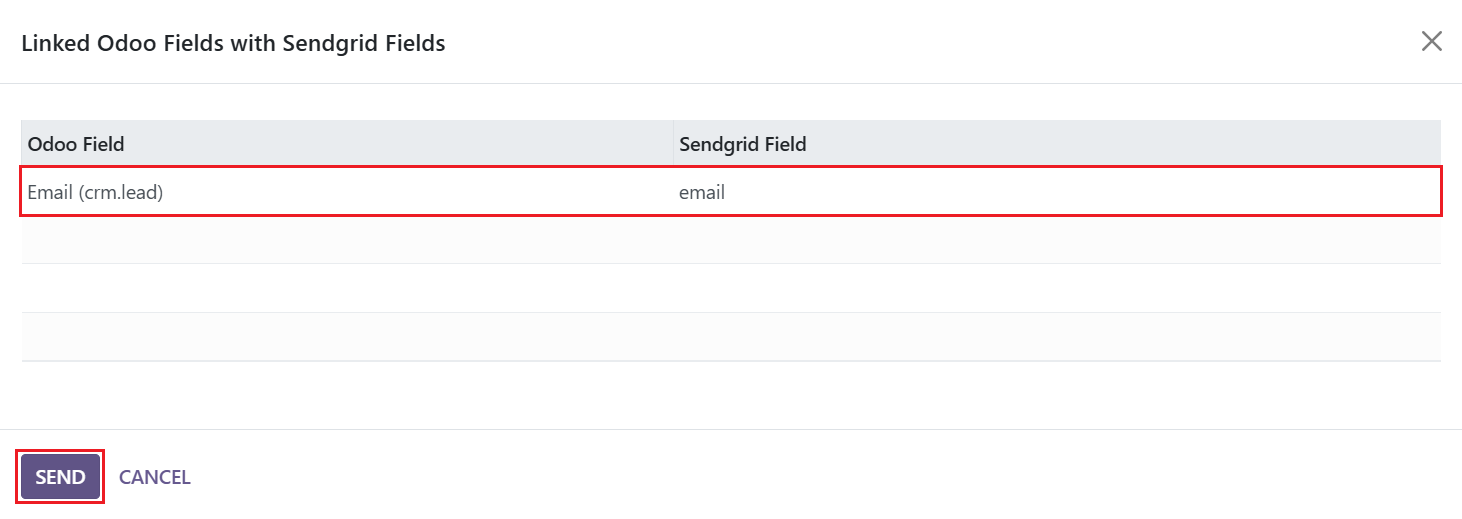 Linked Odoo Fields with Sendgrid Fields
Odoo Field Sendgrid Field
Email (crm.lead) email
SEND CANCEL